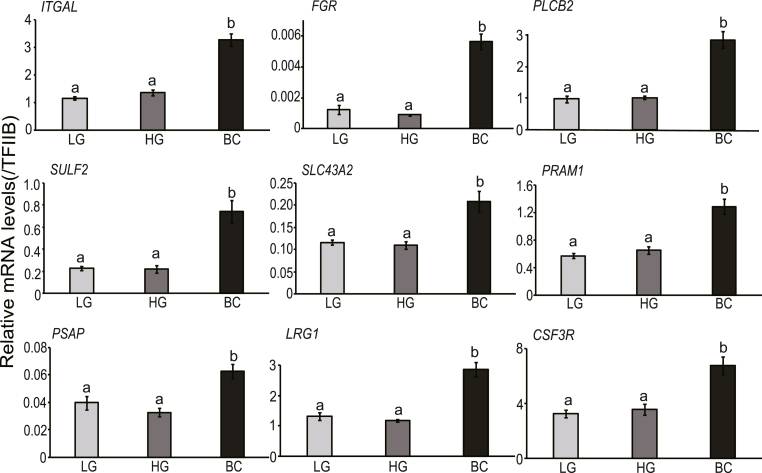 Relative mRNA levels(/TFIIB)
ITGAL
4
3
2
1
0
a
a
b
LG
HG
BC
FGR
0.006
0.006
0.002
0
a
a
b
LG
HG
BC
PLCB2
3
2
1
0
a
a
b
LG
HG
BC
SULF2
1.0
0.8
0.6
0.4
0.2
0
a
a
b
LG
HG
BC
SLC43A2
0.25
0.20
0.15
0.10
0.05
0
a
a
b
LG
HG
BC
PRAM1
1.6
1.2
0.8
0.4
0
a
a
b
LG
HG
BC
PSAP
0.08
0.06
0.04
0.02
0
a
a
b
LG
HG
BC
LRG1
3
2
1
0
a
a
b
LG
HG
BC
CSF3R
8
4
0
a
a
b
LG
HG
BC